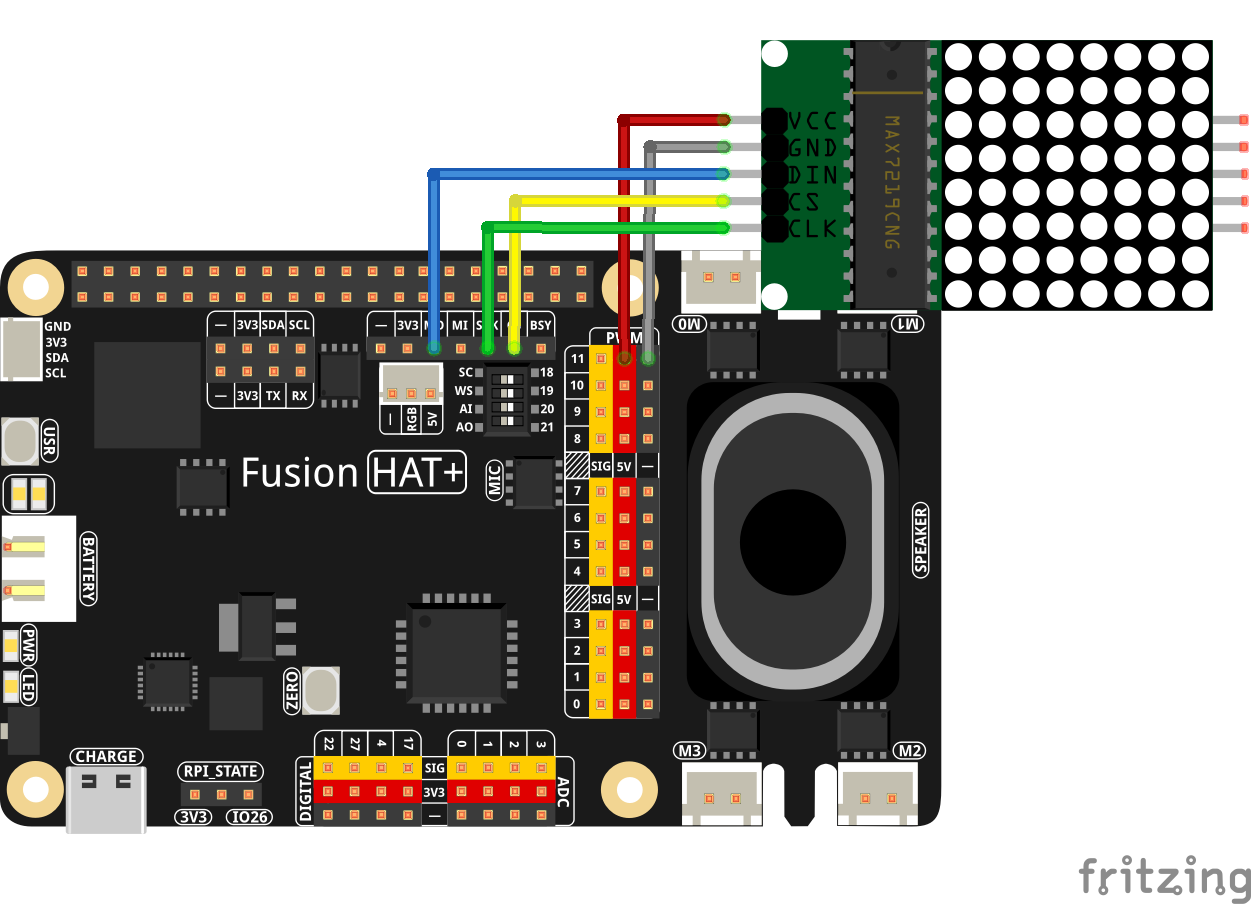 VCC
GND
DIN
CS
CLK
MAX7219CNG
GND
3V3
SDA
SCL
— 3V3 SDA SCL
— 3V3 TX RX
— 3V3 MI BSY
— RGB 5V
SC 18
WS 19
AI 20
AO 21
PWM
11
10
9
8
SIG 5V —
7
6
5
4
SIG 5V —
3
2
1
0
M0
M1
USR
Fusion HAT+
MIC
BATTERY
SPEAKER
PWR
LED
ZERO
CHARGE
RPI_STATE
3V3 IO26
22 27 4 17
0 1 2 3
DIGITAL
SIG
3V3
—
ADC
M3
M2
fritzing